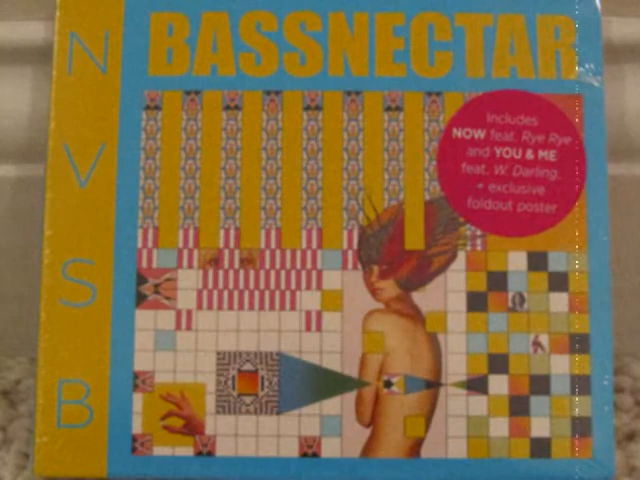 BASSNECTAR
N
V
S
B
Includes
NOW feat. Rye Rye
and YOU & ME
feat. W. Darling.
+ exclusive
foldout poster